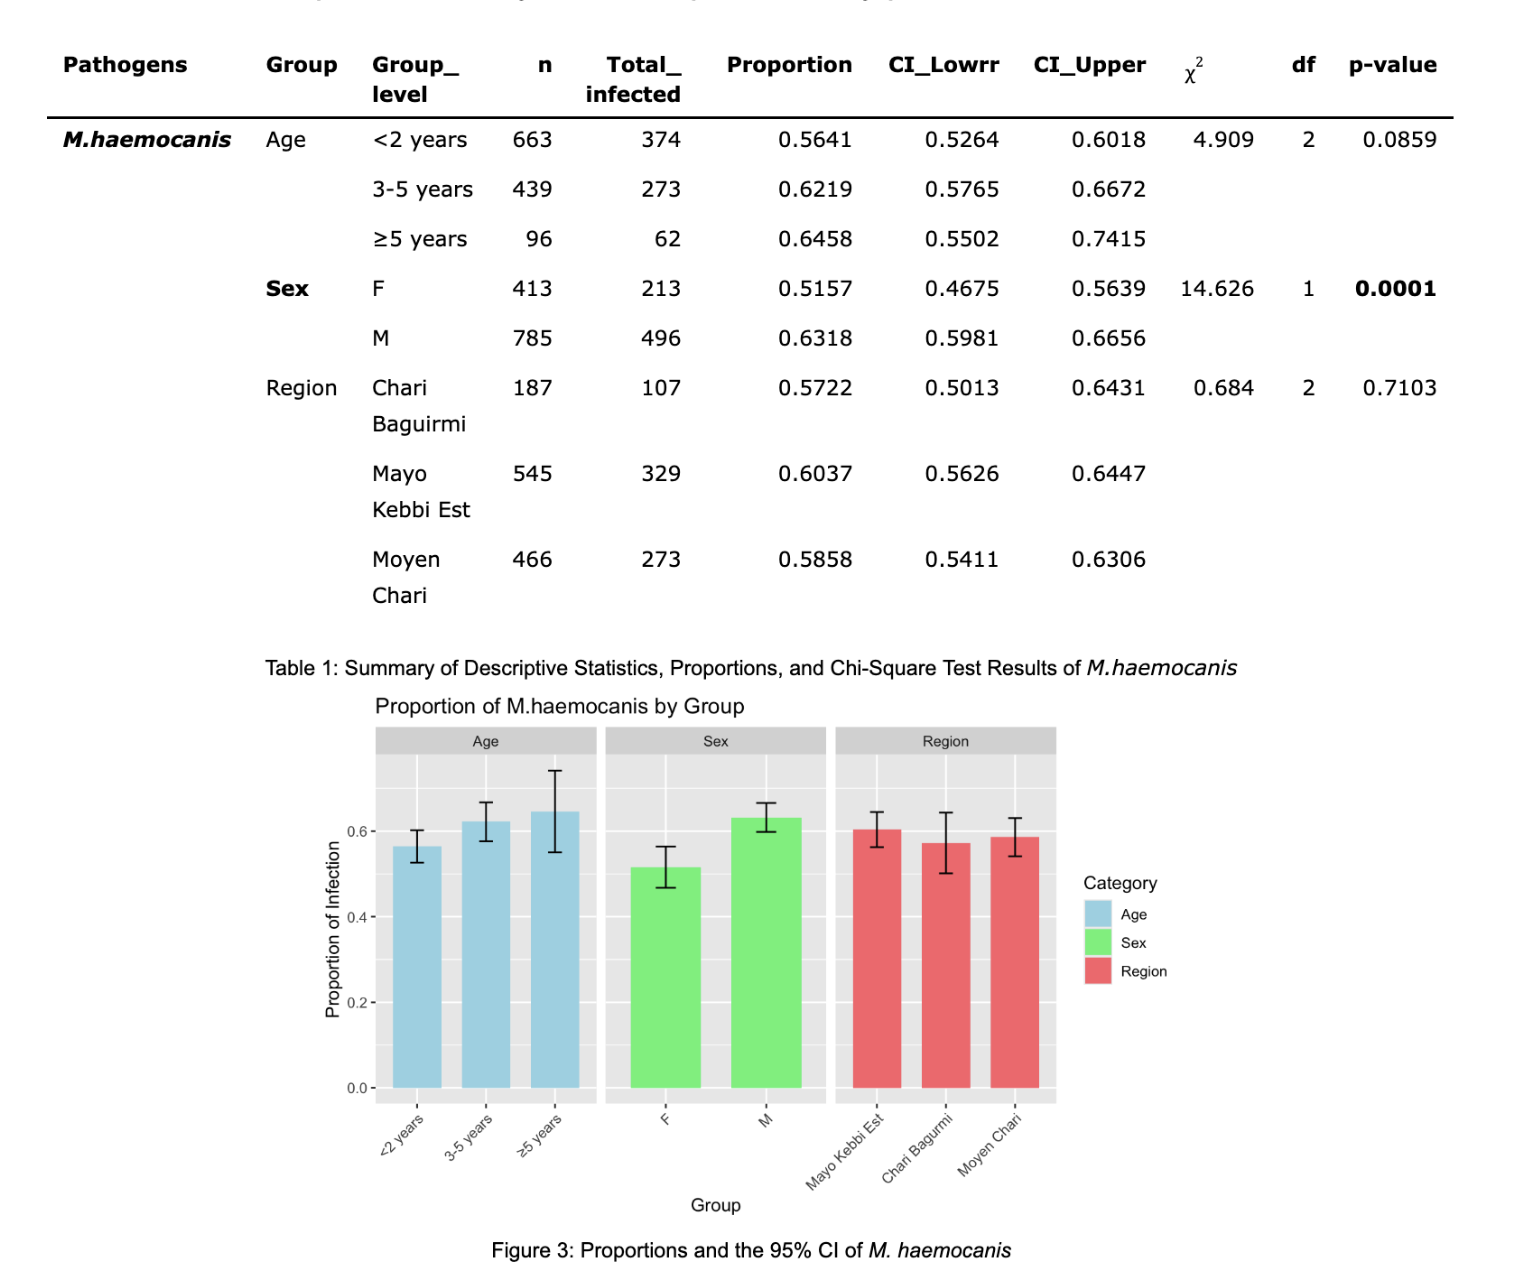 Pathogens Group Group_ n Total_ Proportion CI_Lowrr CI_Upper χ² df p-value
level infected
M.haemocanis Age <2 years 663 374 0.5641 0.5264 0.6018 4.909 2 0.0859
3-5 years 439 273 0.6219 0.5765 0.6672
≥5 years 96 62 0.6458 0.5502 0.7415
Sex F 413 213 0.5157 0.4675 0.5639 14.626 1 0.0001
M 785 496 0.6318 0.5981 0.6656
Region Chari 187 107 0.5722 0.5013 0.6431 0.684 2 0.7103
Baguirmi
Mayo 545 329 0.6037 0.5626 0.6447
Kebbi Est
Moyen 466 273 0.5858 0.5411 0.6306
Chari
Table 1: Summary of Descriptive Statistics, Proportions, and Chi-Square Test Results of M.haemocanis
Proportion of M.haemocanis by Group
Age Sex Region
Proportion of Infection
0.6
0.4
0.2
0.0
Category
Age
Sex
Region
<2 years 3-5 years ≥5 years F M Mayo Kebbi Est Chari Bagurmi Moyen Chari
Group
Figure 3: Proportions and the 95% CI of M. haemocanis